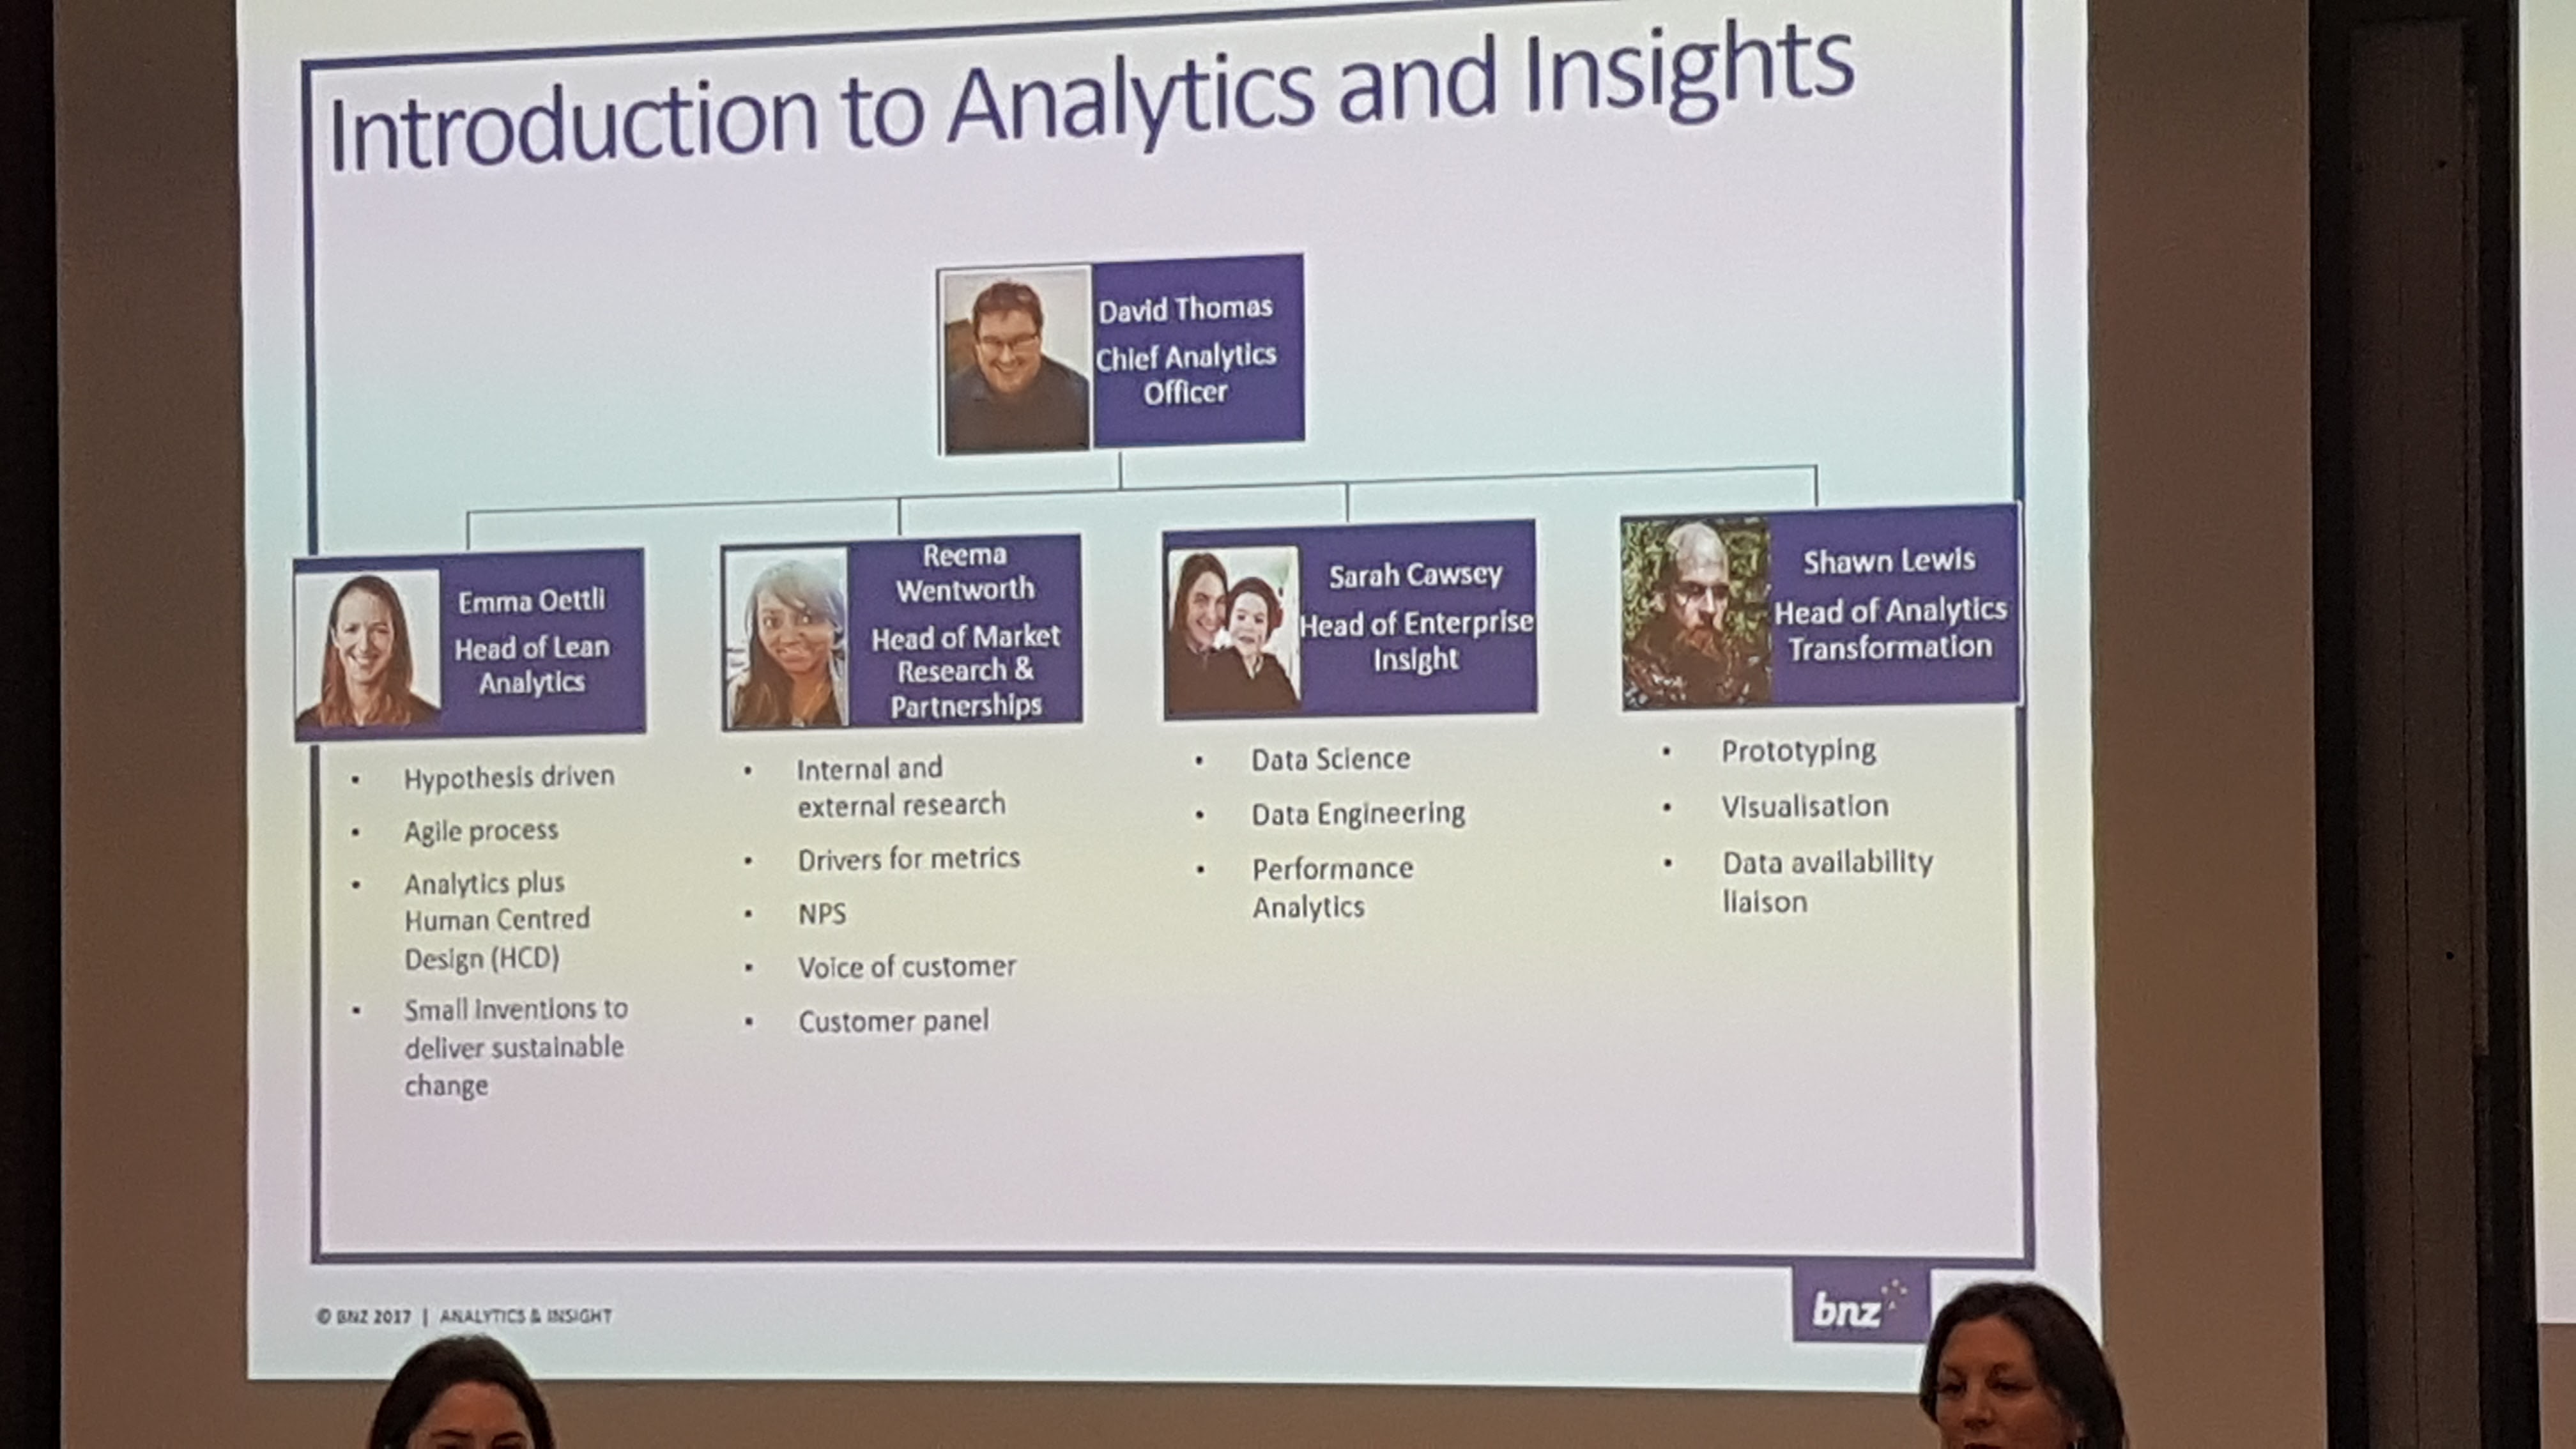 Introduction to Analytics and Insights
David Thomas
Chief Analytics
Officer
Emma Oettli
Head of Lean
Analytics
Hypothesis driven
Agile process
Analytics plus
Human Centred
Design (HCD)
Small inventions to
deliver sustainable
change
Reema
Wentworth
Head of Market
Research &
Partnerships
Internal and
external research
Drivers for metrics
NPS
Voice of customer
Customer panel
Sarah Cawsey
Head of Enterprise
Insight
Data Science
Data Engineering
Performance
Analytics
Shawn Lewis
Head of Analytics
Transformation
Prototyping
Visualisation
Data availability
liaison
© BNZ 2017 | ANALYTICS & INSIGHT
bnz